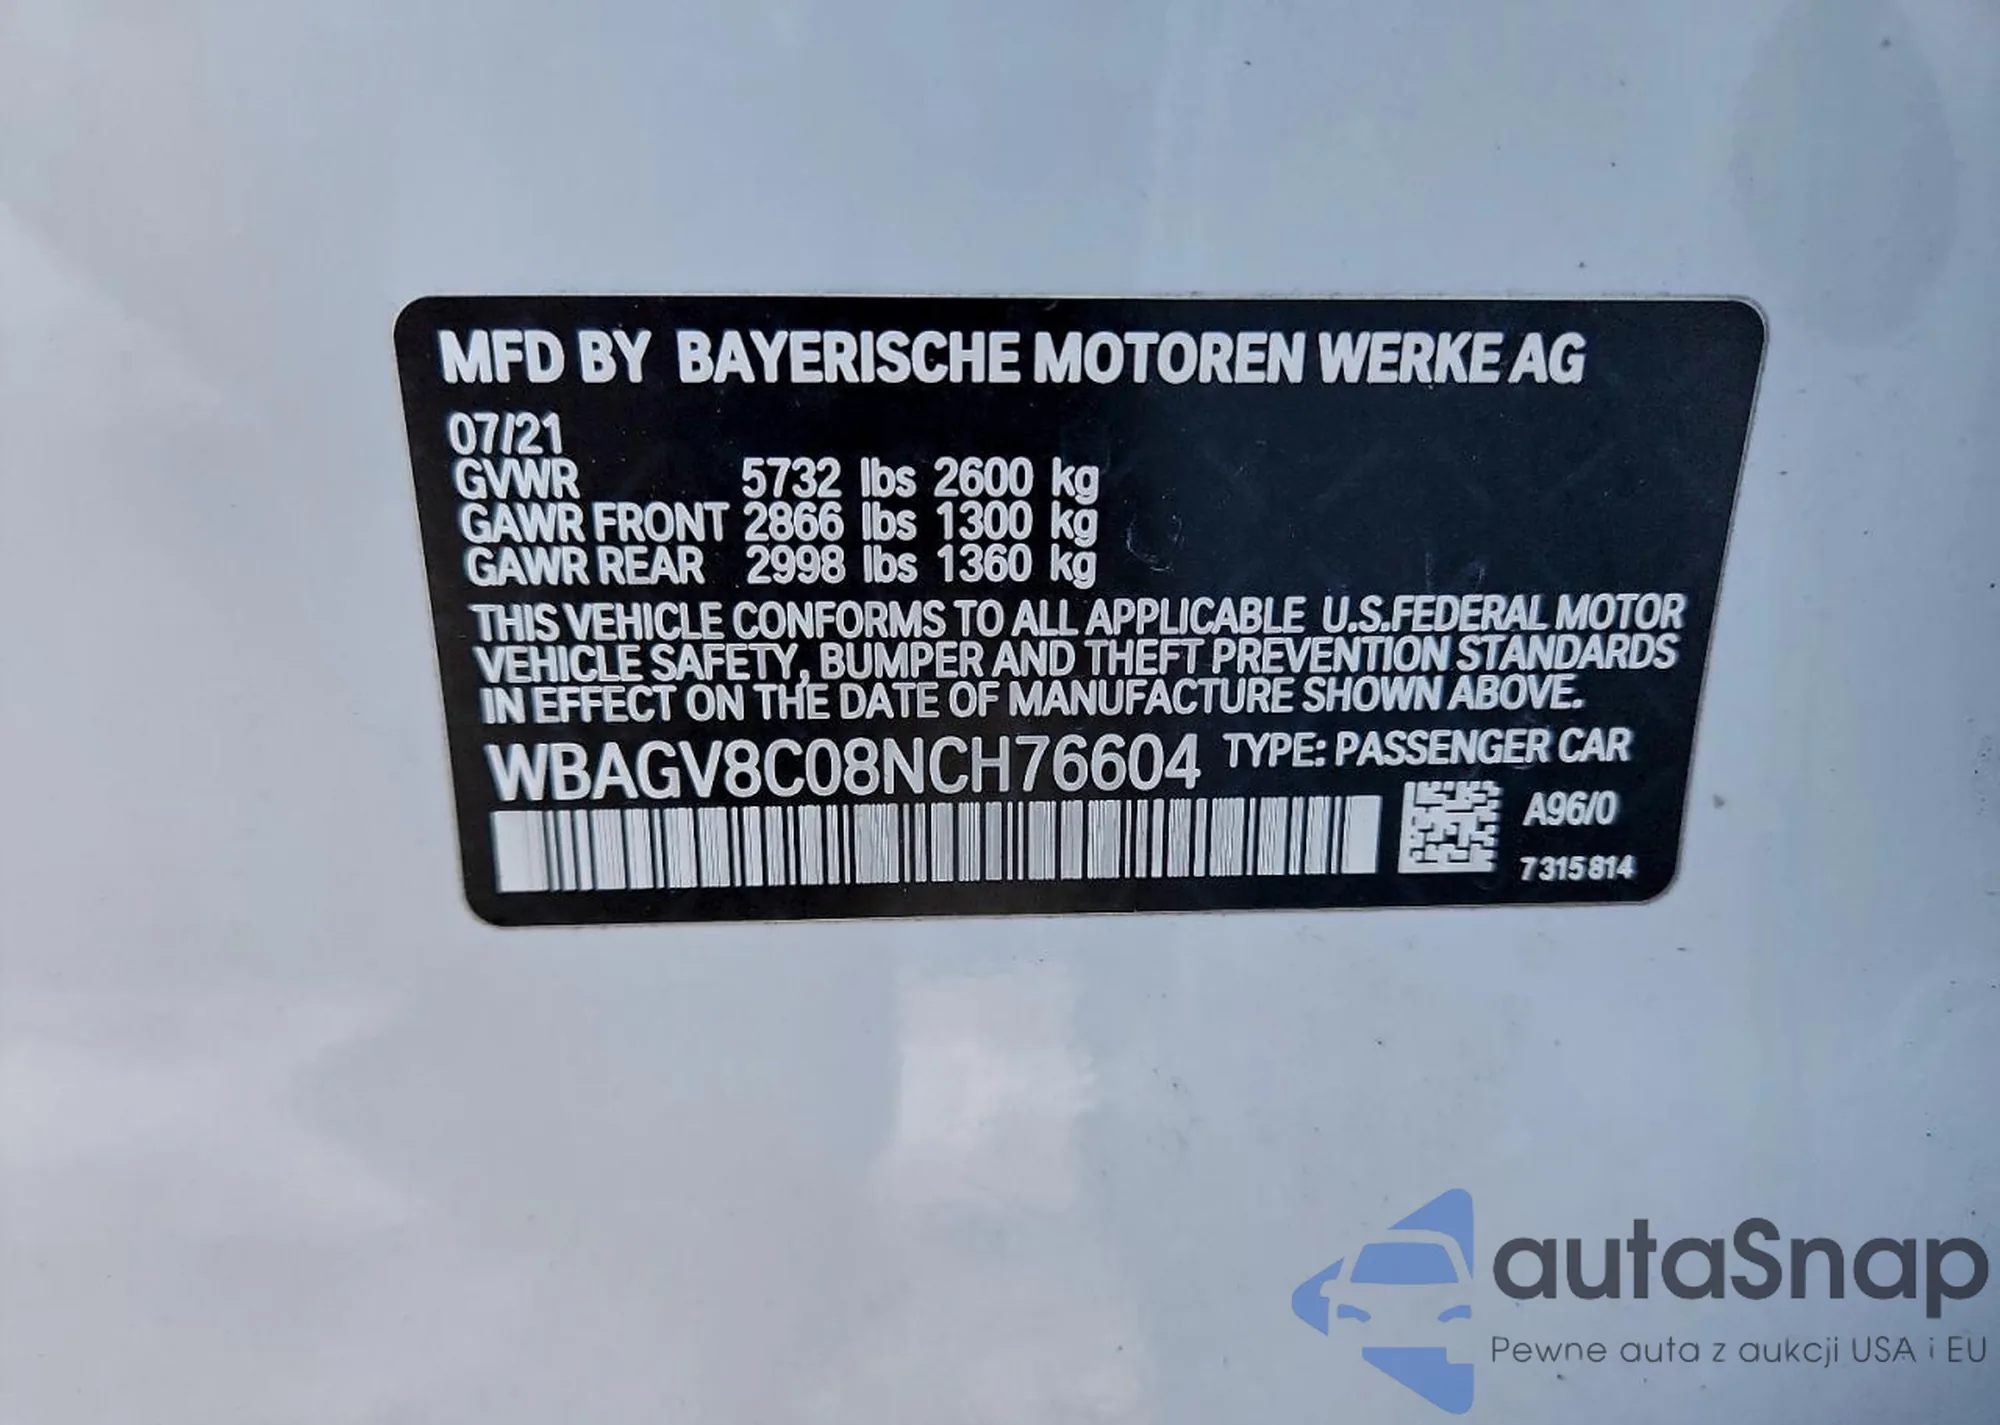 MFD BY BAYERISCHE MOTOREN WERKE AG
07/21
GVWR 5732 lbs 2600 kg
GAWR FRONT 2866 lbs 1300 kg
GAWR REAR 2998 lbs 1360 kg
THIS VEHICLE CONFORMS TO ALL APPLICABLE U.S.FEDERAL MOTOR
VEHICLE SAFETY, BUMPER AND THEFT PREVENTION STANDARDS
IN EFFECT ON THE DATE OF MANUFACTURE SHOWN ABOVE.
WBAGV8C08NCH76604 TYPE: PASSENGER CAR
A96/0
7315814
autaSnap
Pewne auta z aukcji USA i EU